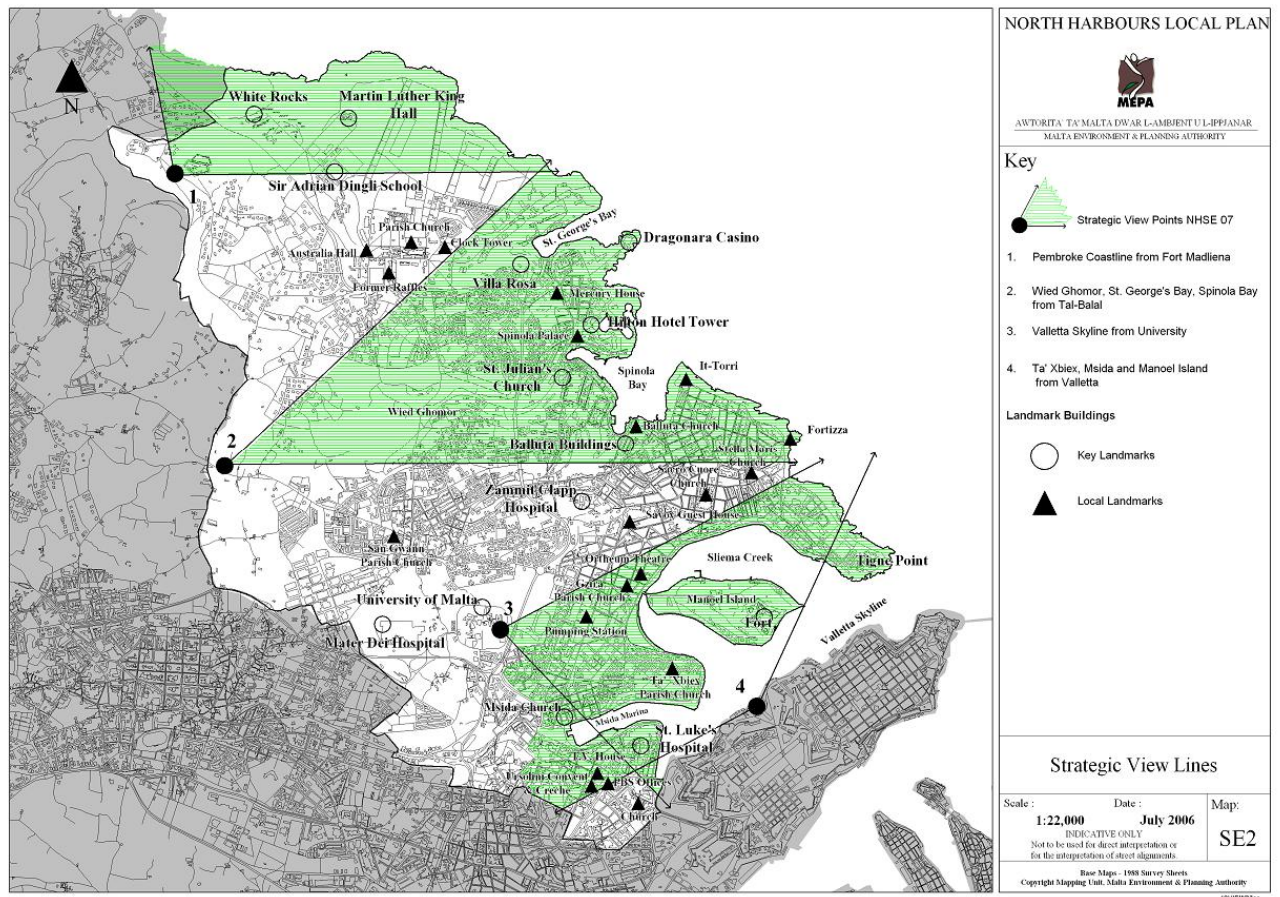 NORTH HARBOURS LOCAL PLAN
MEPA
AWTORITA' TA' MALTA DWAR L-AMBJENT U L-IPPJANAR
MALTA ENVIRONMENT & PLANNING AUTHORITY
Key
Strategic View Points NHSE 07
1. Pembroke Coastline from Fort Madliena
2. Wied Ghomor, St. George's Bay, Spinola Bay
from Tal-Balal
3. Valletta Skyline from University
4. Ta' Xbiex, Msida and Manoel Island
from Valletta
Landmark Buildings
Key Landmarks
Local Landmarks
Strategic View Lines
Scale :
1:22,000
Date :
July 2006
Map:
SE2
INDICATIVE ONLY
Not to be used for direct interpretation or
for the interpretation of street alignments.
Base Maps - 1988 Survey Sheets
Copyright Mapping Unit, Malta Environment & Planning Authority
N
White Rocks
Martin Luther King
Hall
1
Sir Adrian Dingli School
Parish Church
Australia Hall
Clock Tower
Former Raffles
St. George's Bay
Dragonara Casino
Villa Rosa
Mercury House
Hilton Hotel Tower
Spinola Palace
St. Julian's
Church
Spinola
Bay
It-Torri
Wied Ghomor
2
Balluta Church
Balluta Buildings
Fortizza
Stella Maris
Church
Sacro Cuore
Church
Zammit Clapp
Hospital
Savoy Guest House
San Gwann
Parish Church
Orpheum Theatre
Sliema Creek
Tigne Point
Gzira
Parish Church
University of Malta
3
Manoel Island
Fort
Pumping Station
Mater Dei Hospital
Valletta Skyline
Ta' Xbiex
Parish Church
4
Msida Church
Msida Marina
St. Luke's
Hospital
T.V. House
Ursolini Convent
Creche
PBS Offices
Church